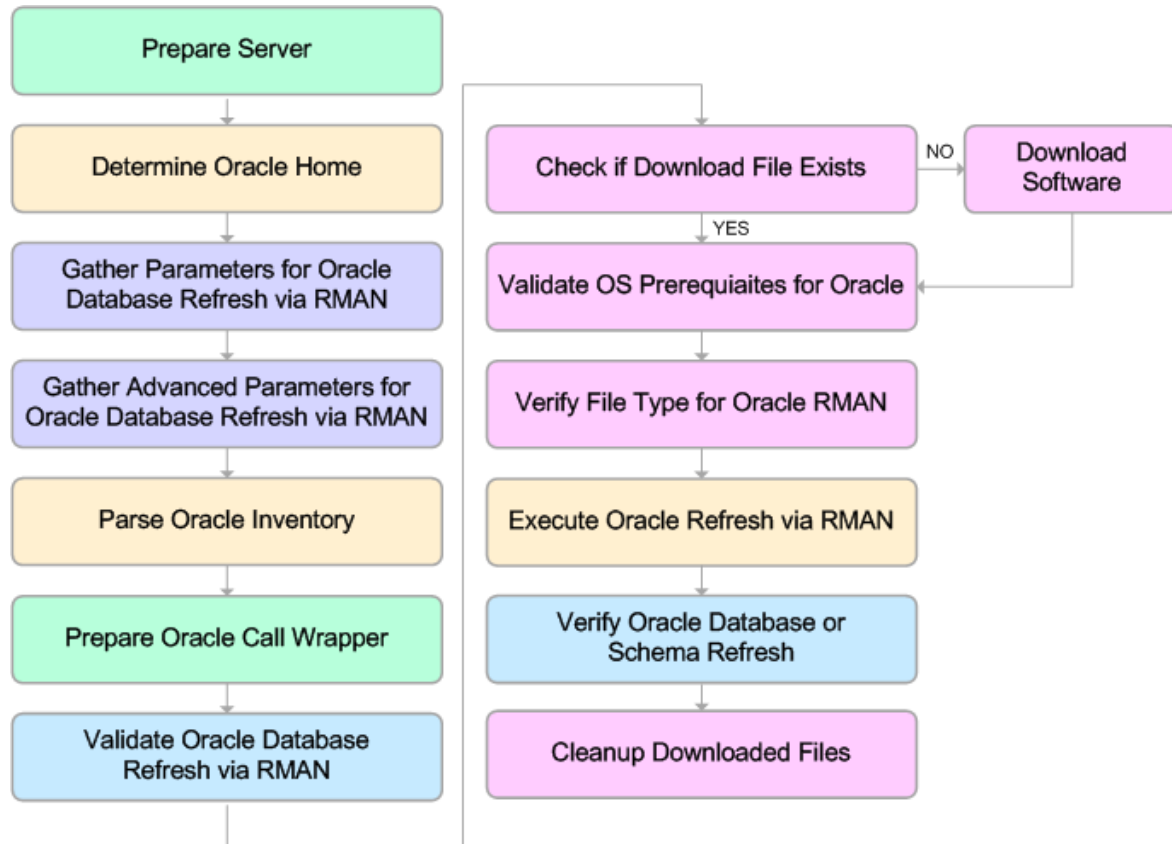 Prepare Server
Determine Oracle Home
Gather Parameters for Oracle
Database Refresh via RMAN
Gather Advanced Parameters for
Oracle Database Refresh via RMAN
Parse Oracle Inventory
Prepare Oracle Call Wrapper
Validate Oracle Database
Refresh via RMAN
Check if Download File Exists
NO
Download
Software
YES
Validate OS Prerequiaites for Oracle
Verify File Type for Oracle RMAN
Execute Oracle Refresh via RMAN
Verify Oracle Database or
Schema Refresh
Cleanup Downloaded Files